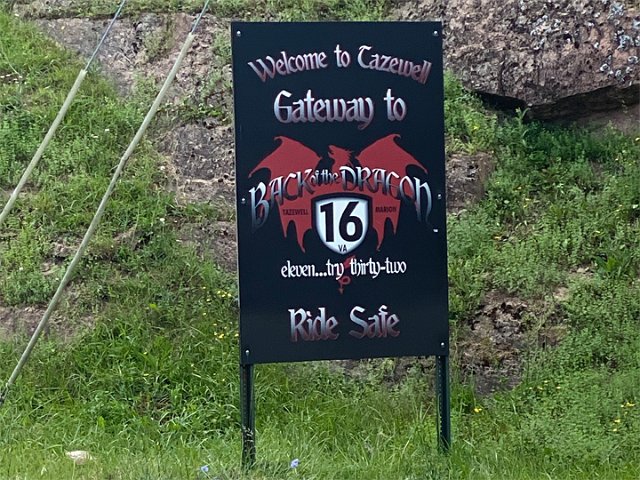 Welcome to Tazewell
Gateway to
BACK of the DRAGON
TAZEWELL MARION
16
VA
eleven...try thirty-two
Ride Safe